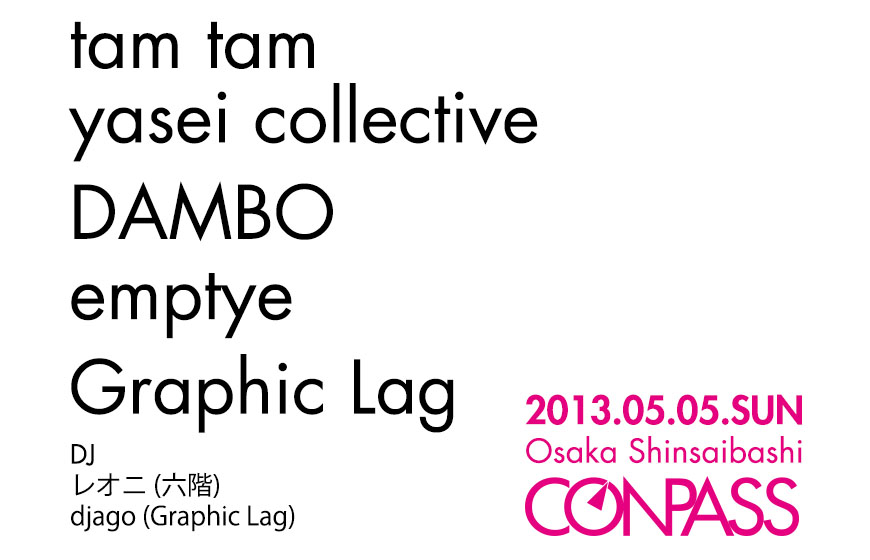 tam tam
yasei collective
DAMBO
emptye
Graphic Lag
DJ
レオニ (六階)
djago (Graphic Lag)
2013.05.05.SUN
Osaka Shinsaibashi
CONPASS